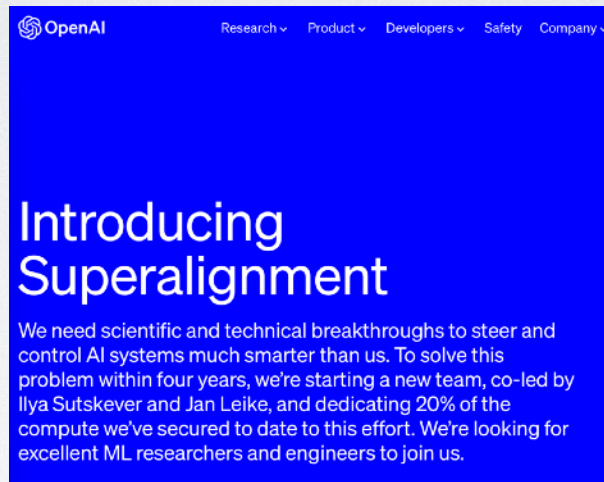 OpenAI
Research Product Developers Safety Company
Introducing
Superalignment
We need scientific and technical breakthroughs to steer and
control AI systems much smarter than us. To solve this
problem within four years, we're starting a new team, co-led by
Ilya Sutskever and Jan Leike, and dedicating 20% of the
compute we've secured to date to this effort. We're looking for
excellent ML researchers and engineers to join us.